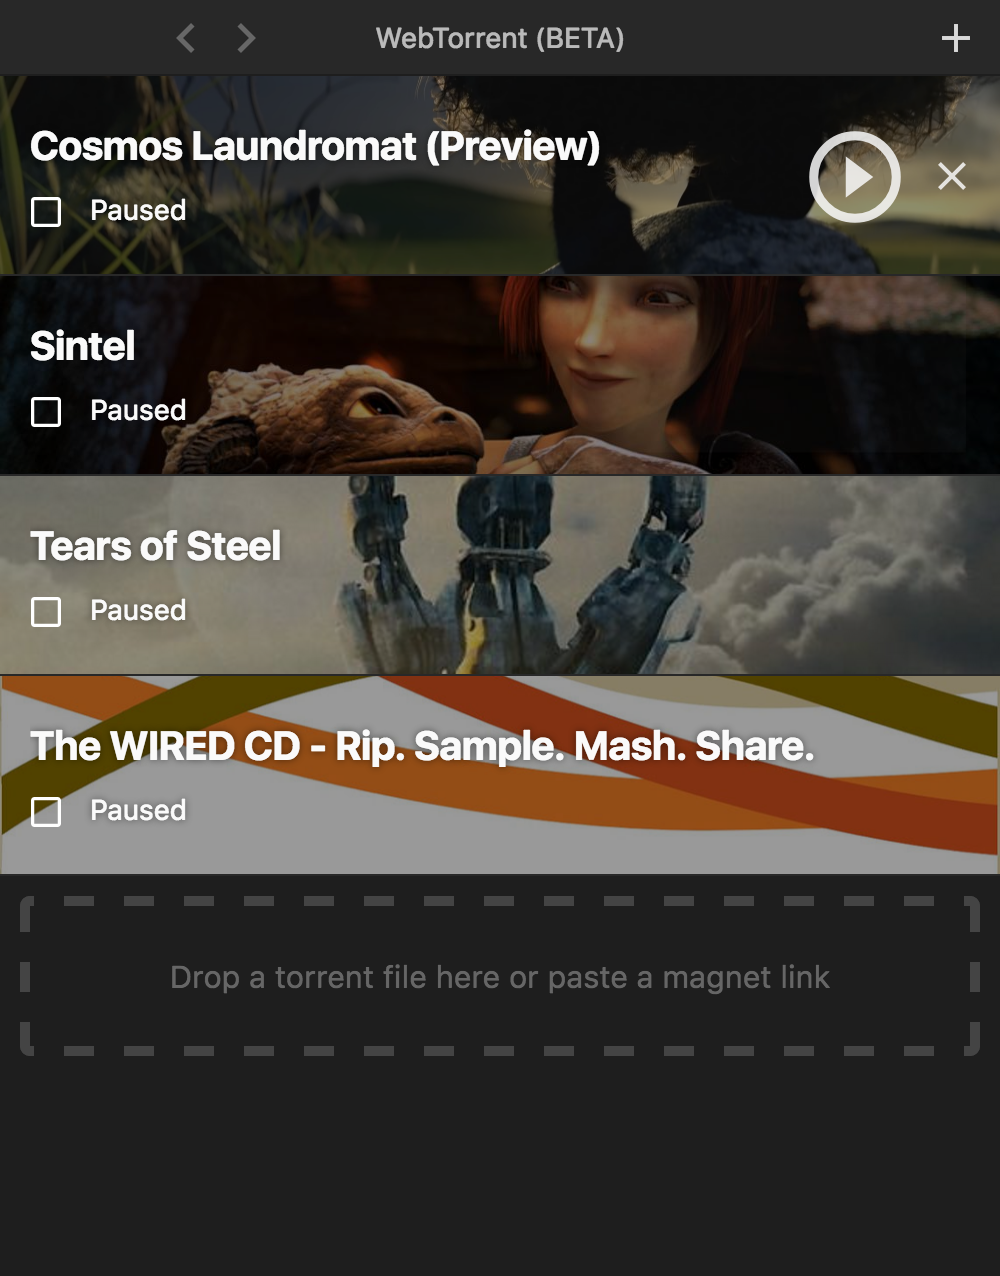 WebTorrent (BETA)
Cosmos Laundromat (Preview)
Paused
Sintel
Paused
Tears of Steel
Paused
The WIRED CD - Rip. Sample. Mash. Share.
Paused
Drop a torrent file here or paste a magnet link